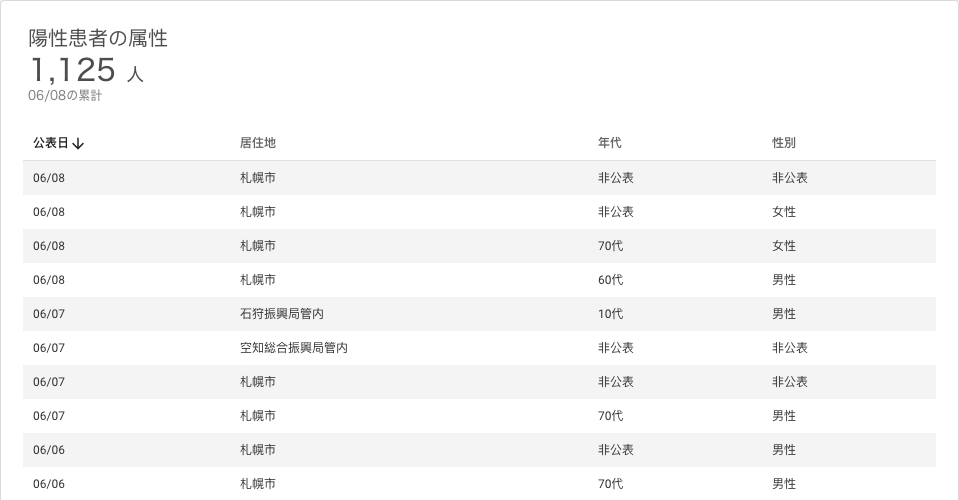 陽性患者の属性
1,125 人
06/08の累計
公表日↓ 居住地 年代 性別
06/08 札幌市 非公表 非公表
06/08 札幌市 非公表 女性
06/08 札幌市 70代 女性
06/08 札幌市 60代 男性
06/07 石狩振興局管内 10代 男性
06/07 空知総合振興局管内 非公表 非公表
06/07 札幌市 非公表 非公表
06/07 札幌市 70代 男性
06/06 札幌市 非公表 男性
06/06 札幌市 70代 男性